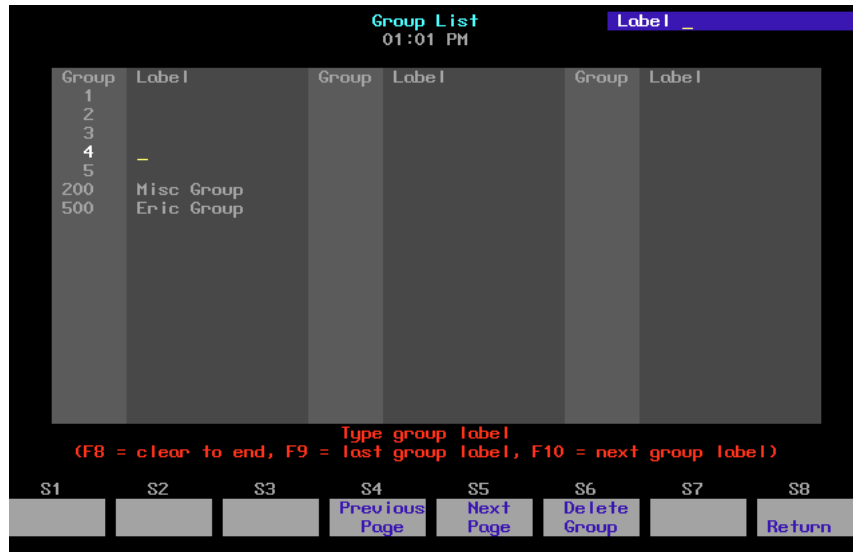 Group List Label _
01:01 PM
Group Label Group Label Group Label
1
2
3
4 _
5
200 Misc Group
500 Eric Group
Type group label
(F8 = clear to end, F9 = last group label, F10 = next group label)
S1 S2 S3 S4 S5 S6 S7 S8
Previous Next Delete
Page Page Group Return